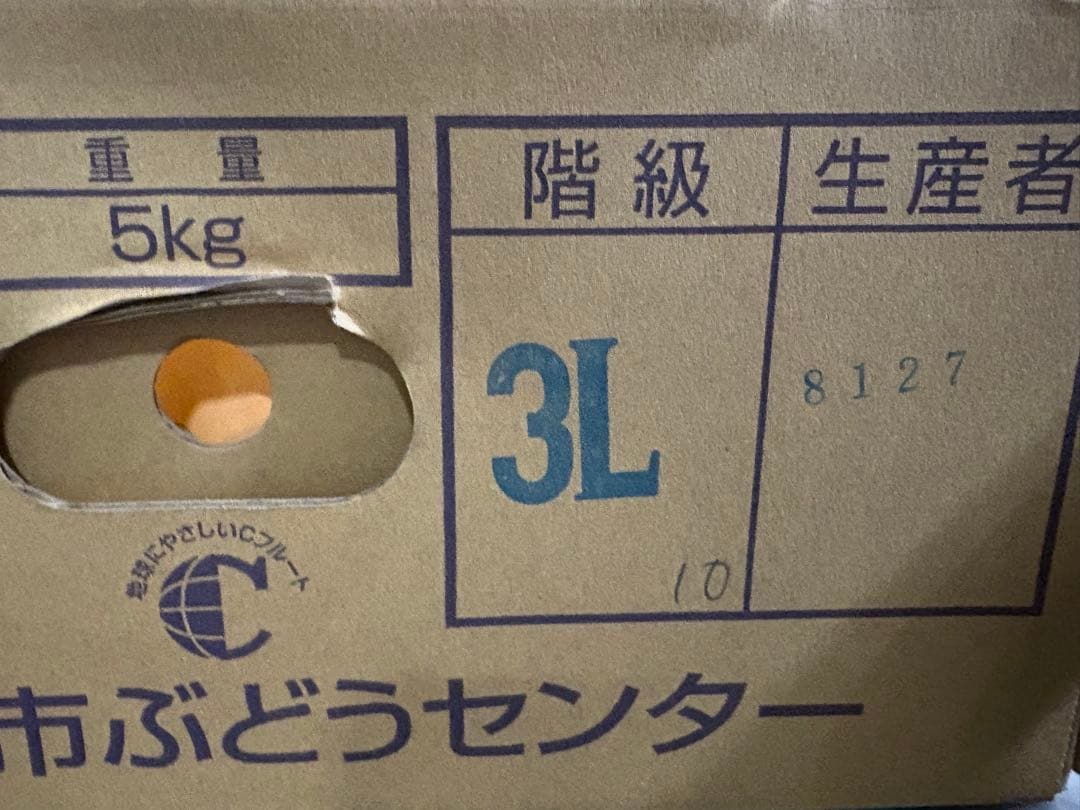 重量
5kg
階級
生産者
3L
8127
10
地球にやさしいCフルート
C
市ぶどうセンター